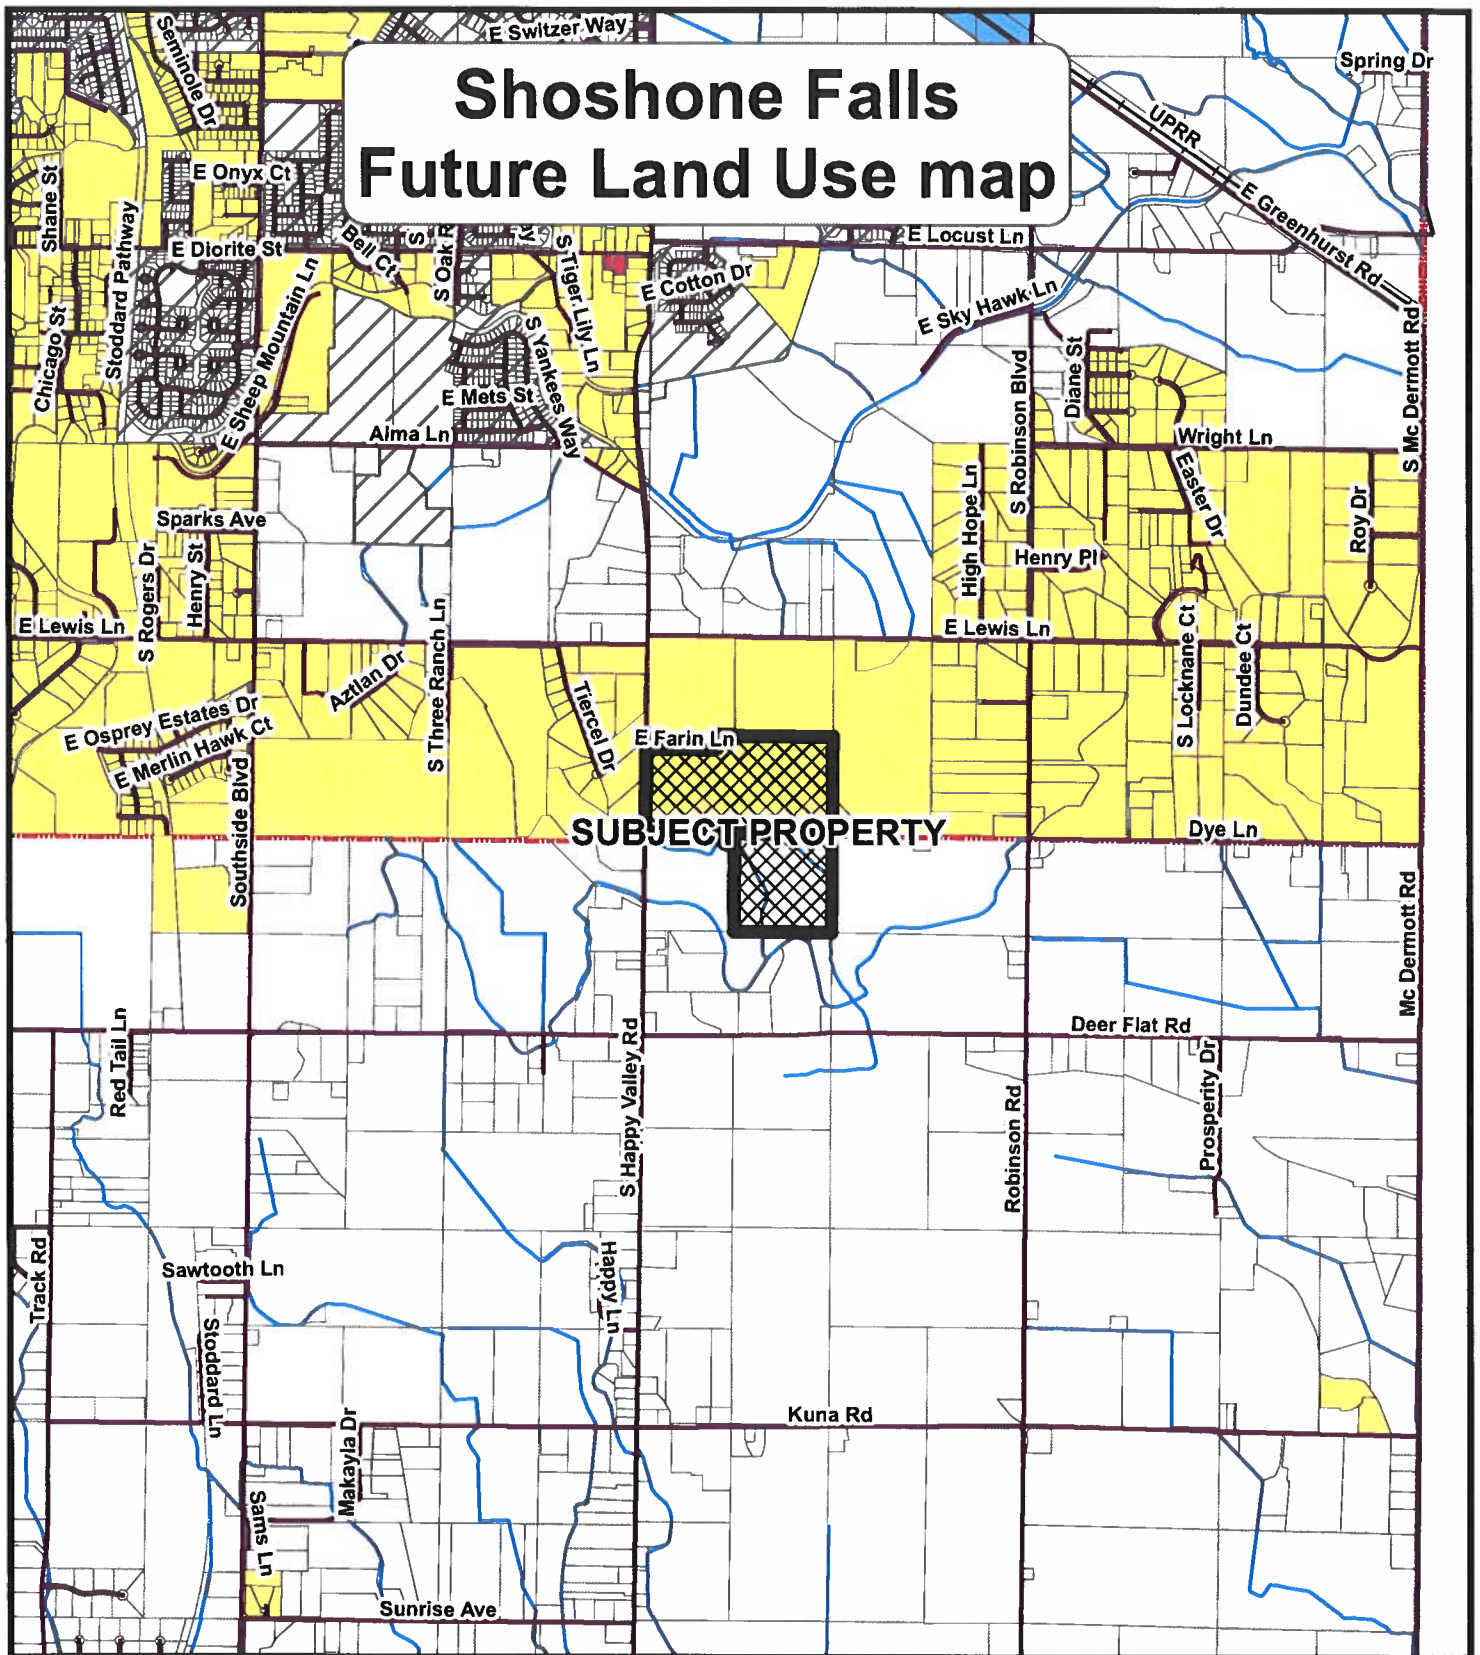 E Switzer Way
Seminole Dr
Spring Dr
Shoshone Falls
Future Land Use map
UPRR
E Greenhurst Rd
E Onyx Ct
Shane St
Stoddard Pathway
E Diorite St
Bell Ct
S
S Oak R
S Tiger Lily Ln
E Locust Ln
E Cotton Dr
E Sky Hawk Ln
E Sheep Mountain Ln
Chicago St
S Yankees Way
E Mets St
Alma Ln
S Robinson Blvd
Diane St
S Mc Dermott Rd
Wright Ln
Easter Dr
Roy Dr
High Hope Ln
Henry Pl
Sparks Ave
Henry St
S Rogers Dr
E Lewis Ln
E Lewis Ln
S Three Ranch Ln
Aztlan Dr
Tiercel Dr
S Locknane Ct
Dundee Ct
E Osprey Estates Dr
E Merlin Hawk Ct
E Farin Ln
Southside Blvd
SUBJECT PROPERTY
Dye Ln
Mc Dermott Rd
Red Tail Ln
Deer Flat Rd
S Happy Valley Rd
Robinson Rd
Prosperity Dr
Track Rd
Sawtooth Ln
Happy Ln
Stoddard Ln
Kuna Rd
Makayla Dr
Sams Ln
Sunrise Ave